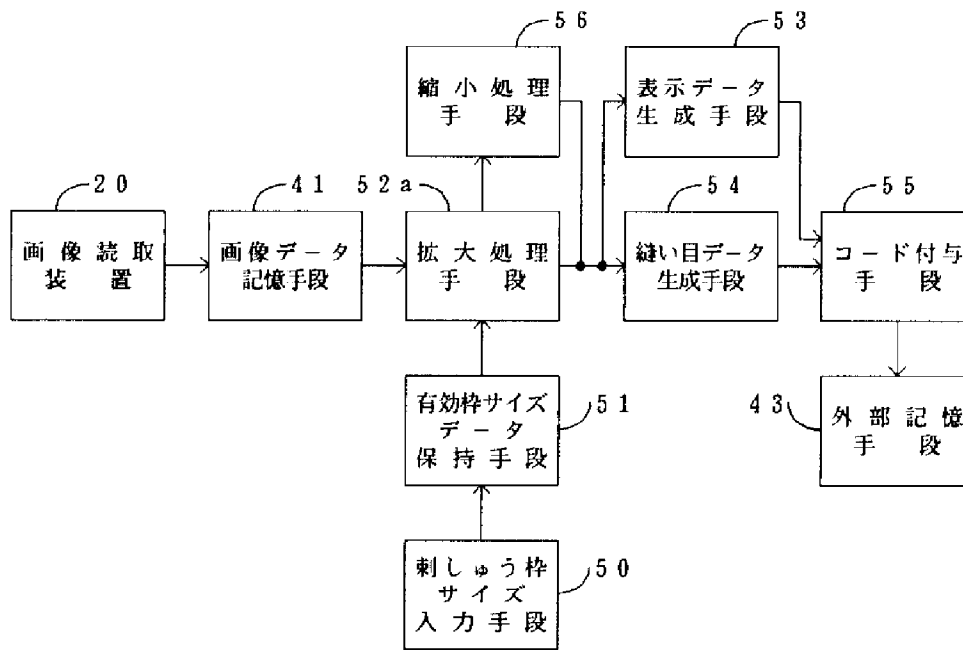 ５６
縮小処理
手段
５３
表示データ
生成手段
２０
画像読取
装置
４１
画像データ
記憶手段
５２ａ
拡大処理
手段
５４
縫い目データ
生成手段
５５
コード付与
手段
有効枠サイズ
データ
保持手段
５１
４３
外部記憶
手段
刺しゅう枠
サイズ
入力手段
５０